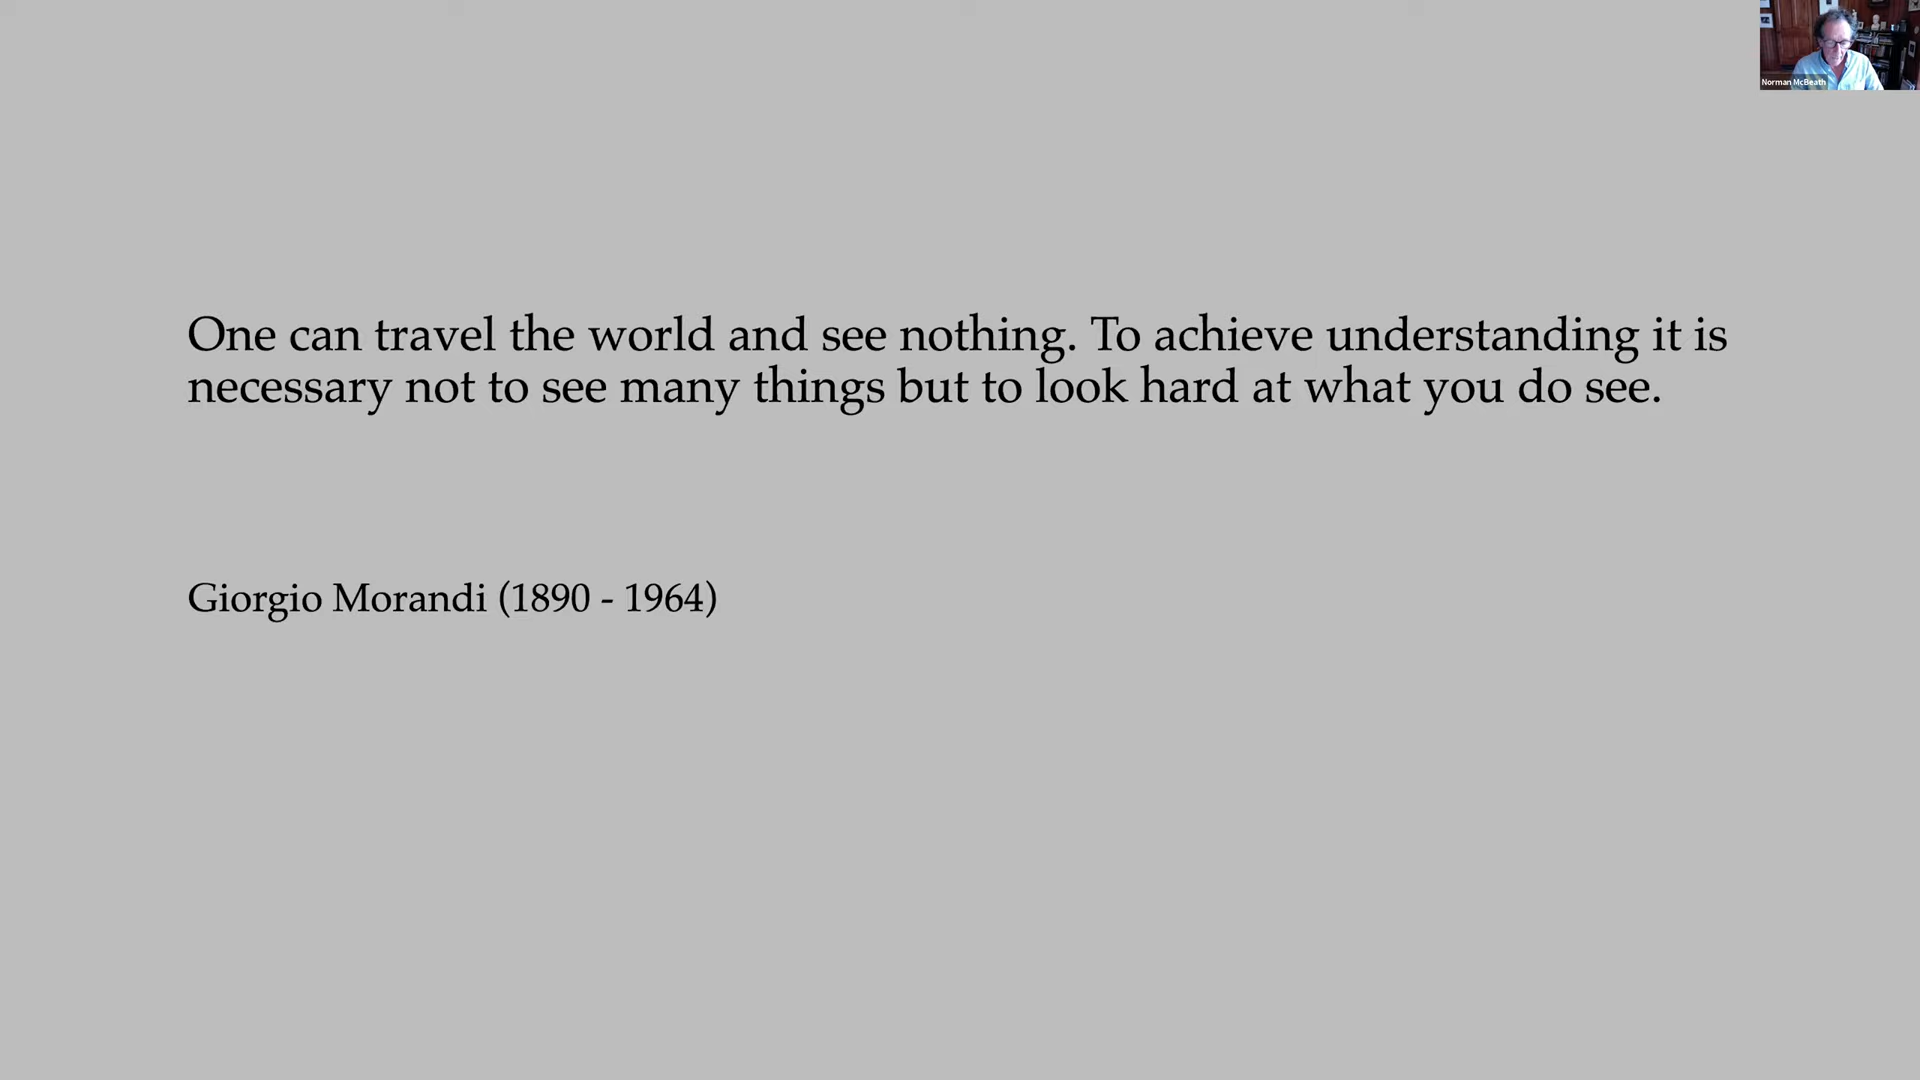 Norman McBeath
One can travel the world and see nothing. To achieve understanding it is
necessary not to see many things but to look hard at what you do see.
Giorgio Morandi (1890 - 1964)